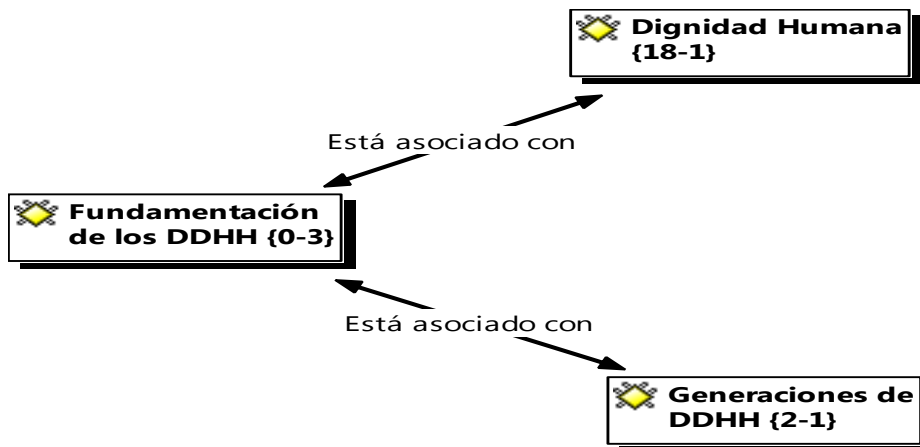 Dignidad Humana
{18-1}
Está asociado con
Fundamentación
de los DDHH {0-3}
Está asociado con
Generaciones de
DDHH {2-1}